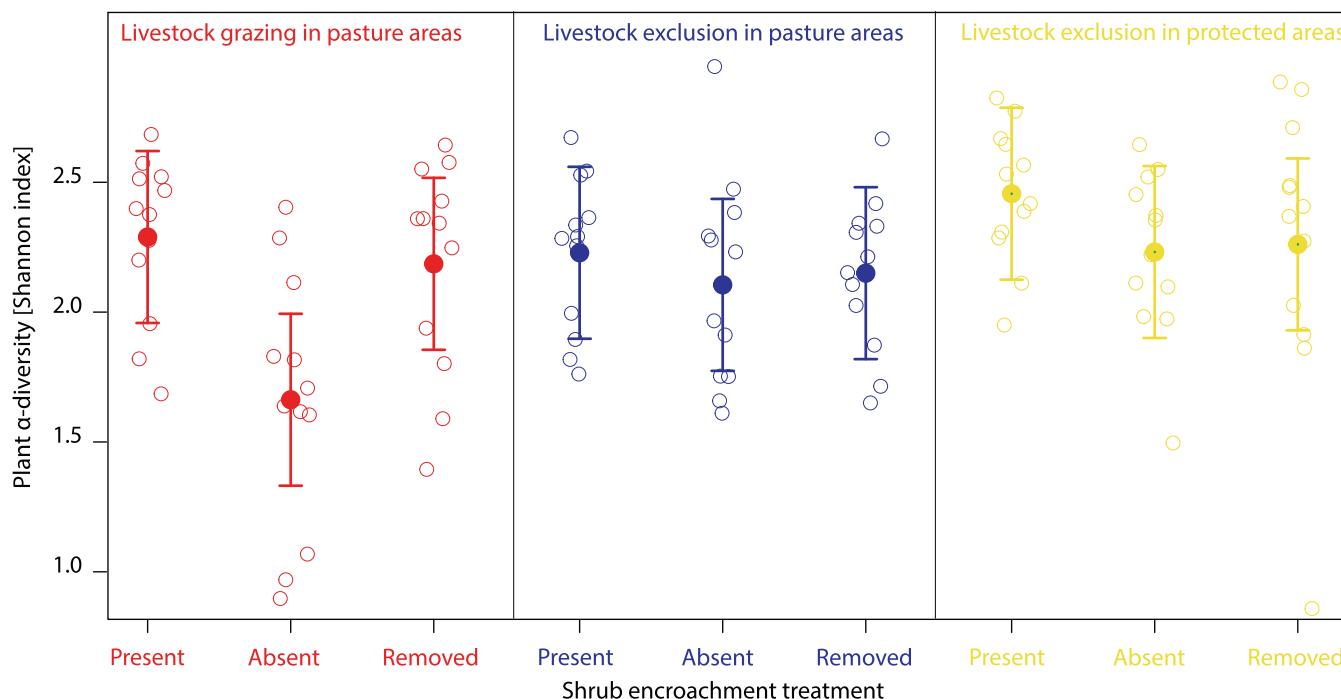 Livestock grazing in pasture areas
Livestock exclusion in pasture areas
Livestock exclusion in protected areas
Plant α-diversity [Shannon index]
2.5
2.0
1.5
1.0
Present
Absent
Removed
Present
Absent
Removed
Present
Absent
Removed
Shrub encroachment treatment